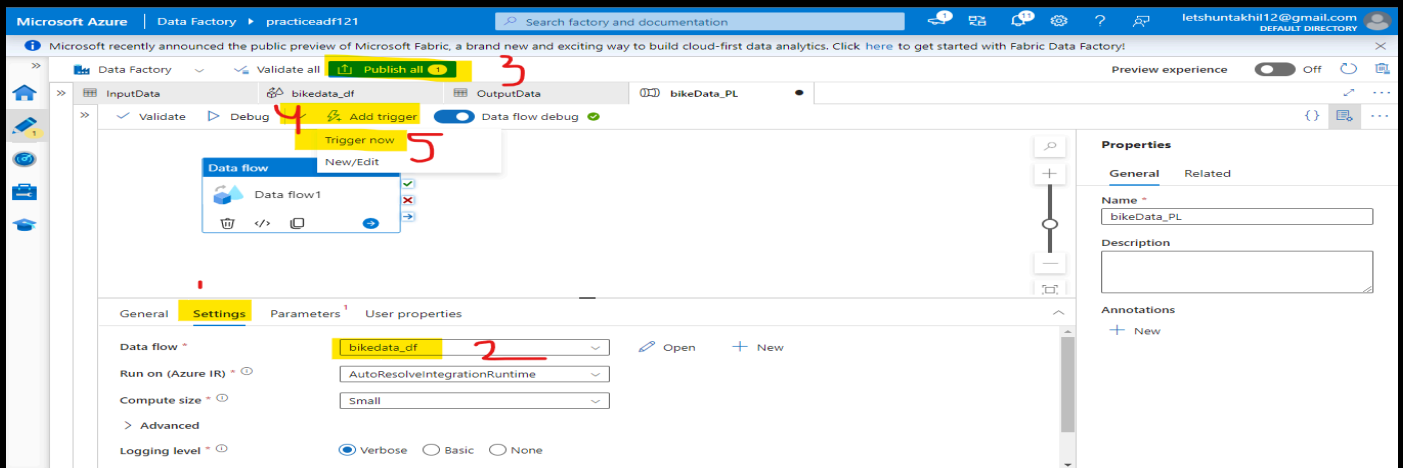 Microsoft Azure | Data Factory ▸ practiceadf121 Search factory and documentation 1 11 ? letshuntakhil12@gmail.com
DEFAULT DIRECTORY
Microsoft recently announced the public preview of Microsoft Fabric, a brand new and exciting way to build cloud-first data analytics. Click here to get started with Fabric Data Factory!
Data Factory Validate all Publish all 1 3 Preview experience Off
InputData bikedata_df OutputData bikeData_PL
Validate Debug 4 Add trigger Data flow debug {} ...
1
Trigger now 5
New/Edit
Properties
General Related
Data flow
Data flow1
</>
Name *
bikeData_PL
Description
Annotations
+ New
1
General Settings Parameters 1 User properties
Data flow * bikedata_df 2 Open + New
Run on (Azure IR) * AutoResolveIntegrationRuntime
Compute size * Small
> Advanced
Logging level * Verbose Basic None